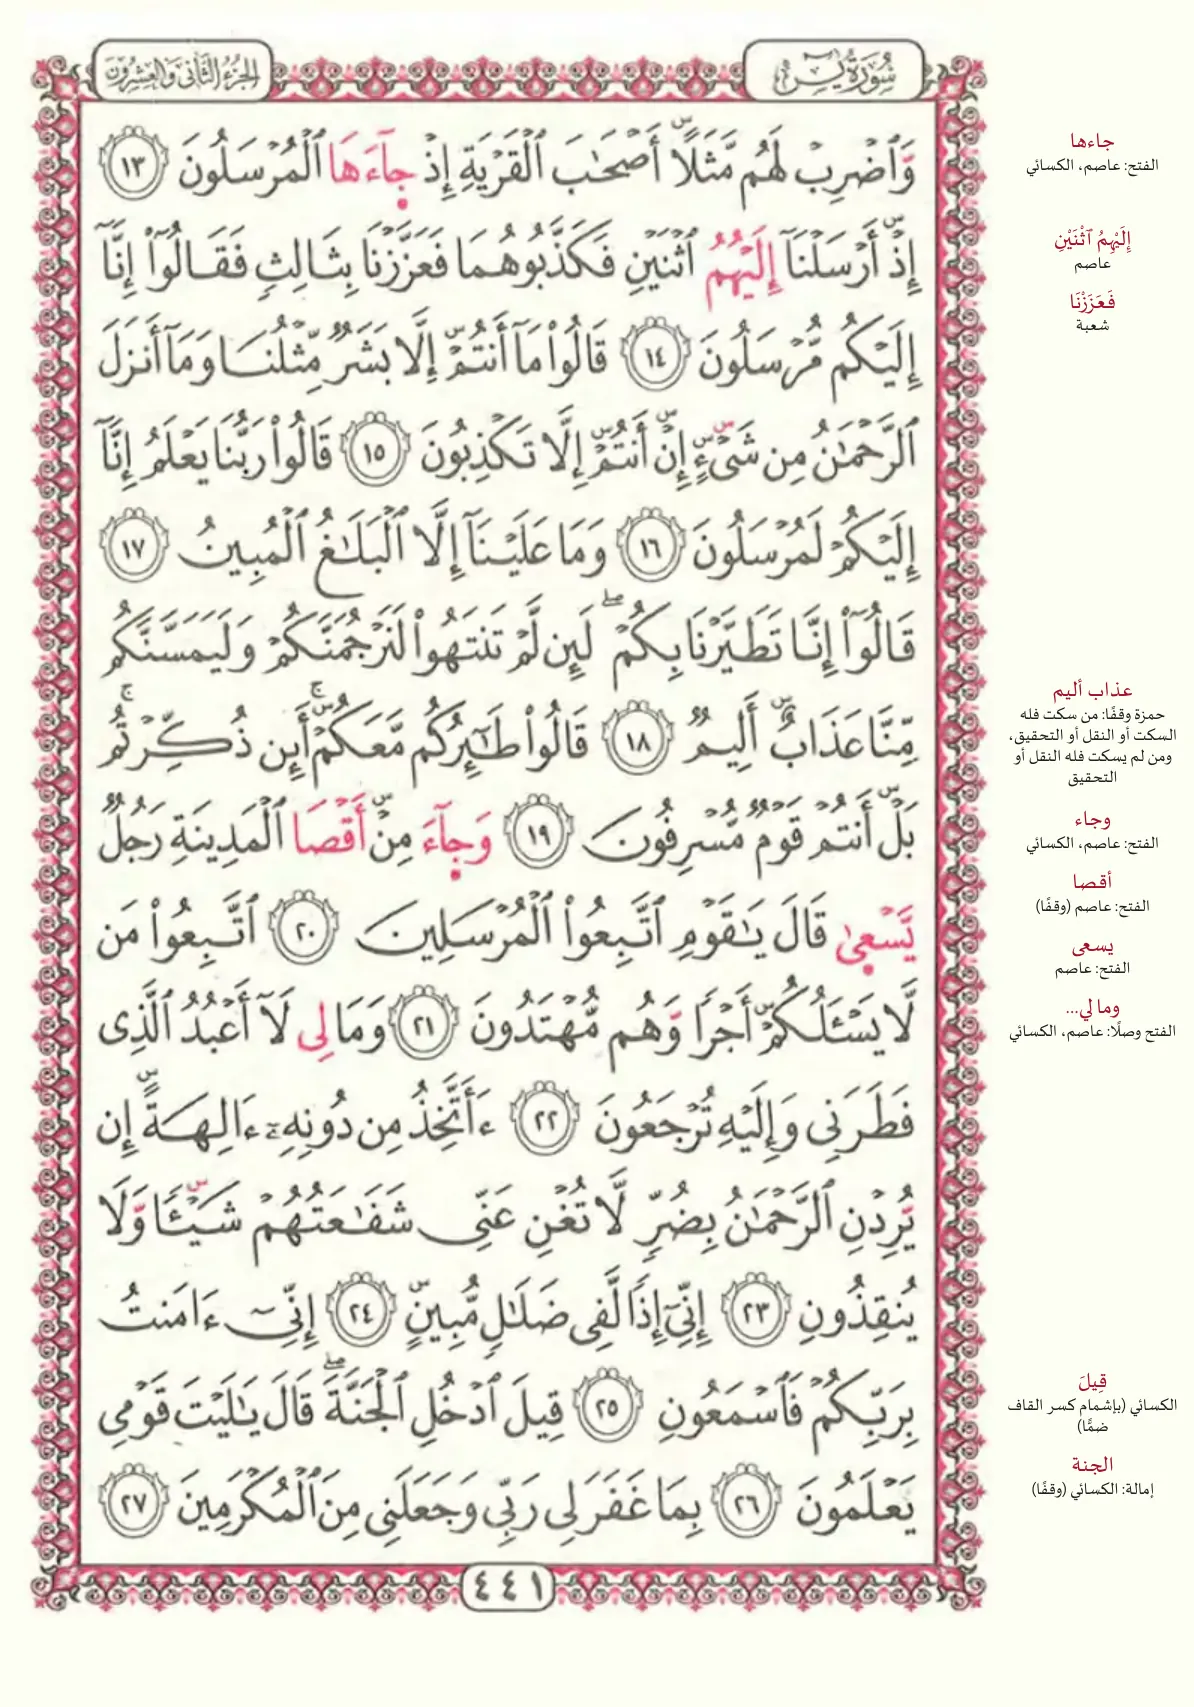 سُورَةُ يسٓ
الجُزْءُ الثَّانِى وَالعِشْرُونَ
وَٱضْرِبْ لَهُم مَّثَلًا أَصْحَٰبَ ٱلْقَرْيَةِ إِذْ جَآءَهَا ٱلْمُرْسَلُونَ ١٣
إِذْ أَرْسَلْنَآ إِلَيْهُمُ ٱثْنَيْنِ فَكَذَّبُوهُمَا فَعَزَّزْنَا بِثَالِثٍ فَقَالُوٓا۟ إِنَّآ
إِلَيْكُم مُّرْسَلُونَ ١٤ قَالُوا۟ مَآ أَنتُمْ إِلَّا بَشَرٌ مِّثْلُنَا وَمَآ أَنزَلَ
ٱلرَّحْمَٰنُ مِن شَىْءٍ إِنْ أَنتُمْ إِلَّا تَكْذِبُونَ ١٥ قَالُوا۟ رَبُّنَا يَعْلَمُ إِنَّآ
إِلَيْكُمْ لَمُرْسَلُونَ ١٦ وَمَا عَلَيْنَآ إِلَّا ٱلْبَلَٰغُ ٱلْمُبِينُ ١٧
قَالُوٓا۟ إِنَّا تَطَيَّرْنَا بِكُمْ ۖ لَئِن لَّمْ تَنتَهُوا۟ لَنَرْجُمَنَّكُمْ وَلَيَمَسَّنَّكُم
مِّنَّا عَذَابٌ أَلِيمٌ ١٨ قَالُوا۟ طَٰٓئِرُكُم مَّعَكُمْ ۚ أَئِن ذُكِّرْتُم ۚ
بَلْ أَنتُمْ قَوْمٌ مُّسْرِفُونَ ١٩ وَجَآءَ مِنْ أَقْصَا ٱلْمَدِينَةِ رَجُلٌ
يَسْعَىٰ قَالَ يَٰقَوْمِ ٱتَّبِعُوا۟ ٱلْمُرْسَلِينَ ٢٠ ٱتَّبِعُوا۟ مَن
لَّا يَسْـَٔلُكُمْ أَجْرًا وَهُم مُّهْتَدُونَ ٢١ وَمَا لِى لَآ أَعْبُدُ ٱلَّذِى
فَطَرَنِى وَإِلَيْهِ تُرْجَعُونَ ٢٢ ءَأَتَّخِذُ مِن دُونِهِۦٓ ءَالِهَةً إِن
يُرِدْنِ ٱلرَّحْمَٰنُ بِضُرٍّ لَّا تُغْنِ عَنِّى شَفَٰعَتُهُمْ شَيْـًٔا وَلَا
يُنقِذُونِ ٢٣ إِنِّىٓ إِذًا لَّفِى ضَلَٰلٍ مُّبِينٍ ٢٤ إِنِّىٓ ءَامَنتُ
بِرَبِّكُمْ فَٱسْمَعُونِ ٢٥ قِيلَ ٱدْخُلِ ٱلْجَنَّةَ ۖ قَالَ يَٰلَيْتَ قَوْمِى
يَعْلَمُونَ ٢٦ بِمَا غَفَرَ لِى رَبِّى وَجَعَلَنِى مِنَ ٱلْمُكْرَمِينَ ٢٧
٤٤١
جاءها
الفتح: عاصم، الكسائي
إِلَيْهِمُ ٱثْنَيْنِ
عاصم
فَعَزَزْنَا
شعبة
عذاب أليم
حمزة وقفًا: من سكت فله
السكت أو النقل أو التحقيق،
ومن لم يسكت فله النقل أو
التحقيق
وجاء
الفتح: عاصم، الكسائي
أقصا
الفتح: عاصم (وقفًا)
يسعى
الفتح: عاصم
وما لي...
الفتح وصلًا: عاصم، الكسائي
قِيلَ
الكسائي (بإشمام كسر القاف
ضمًّا)
الجنة
إمالة: الكسائي (وقفًا)